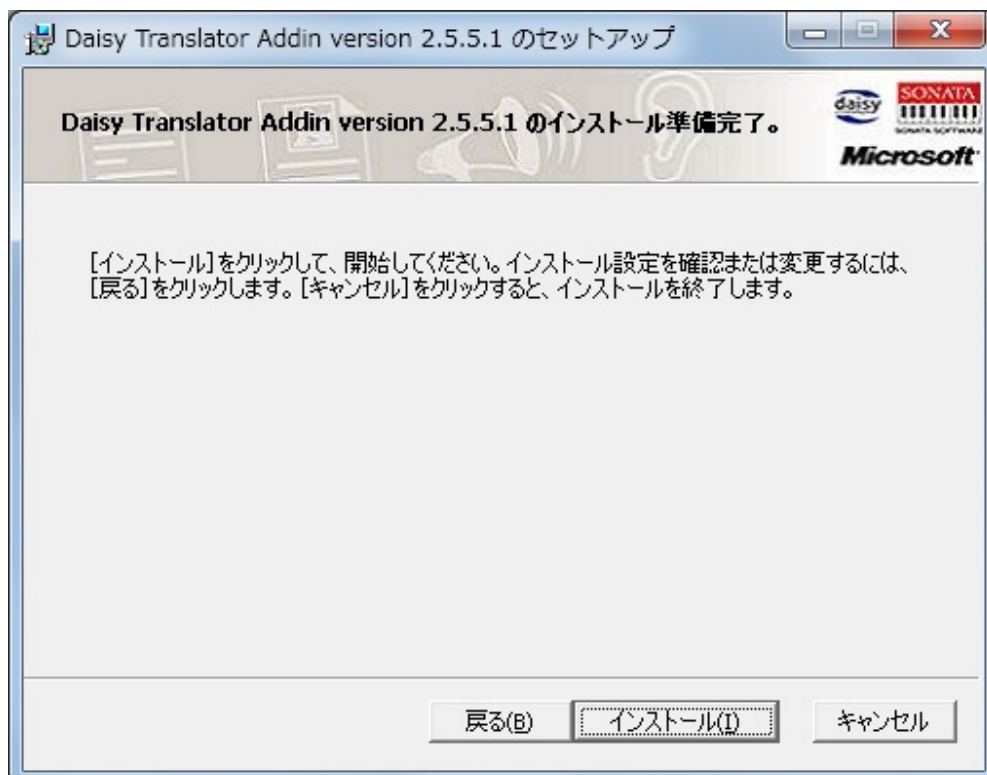 Daisy Translator Addin version 2.5.5.1 のセットアップ
Daisy Translator Addin version 2.5.5.1 のインストール準備完了。
daisy
SONATA
SONATA SOFTWARE
Microsoft
[インストール]をクリックして、開始してください。インストール設定を確認または変更するには、
[戻る]をクリックします。[キャンセル]をクリックすると、インストールを終了します。
戻る(B)
インストール(I)
キャンセル